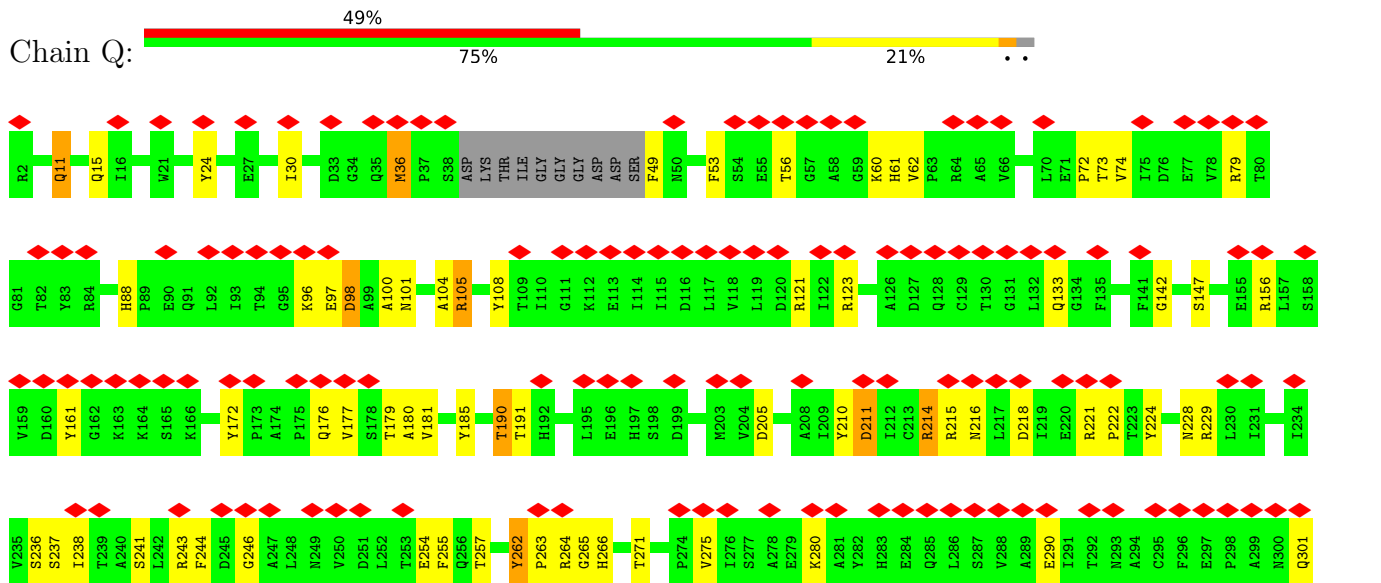 49%
Chain Q:
75% 21% • •
R2 Q11 Q15 I16 W21 Y24 E27 I30 D33 G34 Q35 M36 P37 S38 ASP LYS THR ILE GLY GLY GLY ASP ASP SER F49 N50 F53 S54 E55 T56 G57 A58 G59 K60 H61 V62 P63 R64 A65 V66 L70 E71 P72 T73 V74 I75 D76 E77 V78 R79 T80
G81 T82 Y83 R84 H88 P89 E90 Q91 L92 I93 T94 G95 K96 E97 D98 A99 A100 N101 A104 R105 Y108 T109 I110 G111 K112 E113 I114 I115 D116 L117 V118 L119 D120 R121 I122 R123 A126 D127 Q128 C129 T130 G131 L132 Q133 G134 F135 F141 G142 S147 E155 R156 L157 S158
V159 D160 Y161 G162 K163 K164 S165 K166 Y172 P173 A174 P175 Q176 V177 S178 T179 A180 V181 Y185 T190 T191 H192 L195 E196 H197 S198 D199 M203 V204 D205 A208 I209 Y210 D211 I212 C213 R214 R215 N216 L217 D218 I219 E220 R221 P222 T223 Y224 N228 R229 L230 I231 I234
V235 S236 S237 I238 T239 A240 S241 L242 R243 F244 D245 G246 A247 L248 N249 V250 D251 L252 T253 E254 F255 Q256 T257 Y262 P263 R264 G265 H266 T271 P274 V275 I276 S277 A278 E279 K280 A281 Y282 H283 E284 Q285 L286 S287 V288 A289 E290 I291 T292 N293 A294 C295 F296 E297 P298 A299 N300 Q301